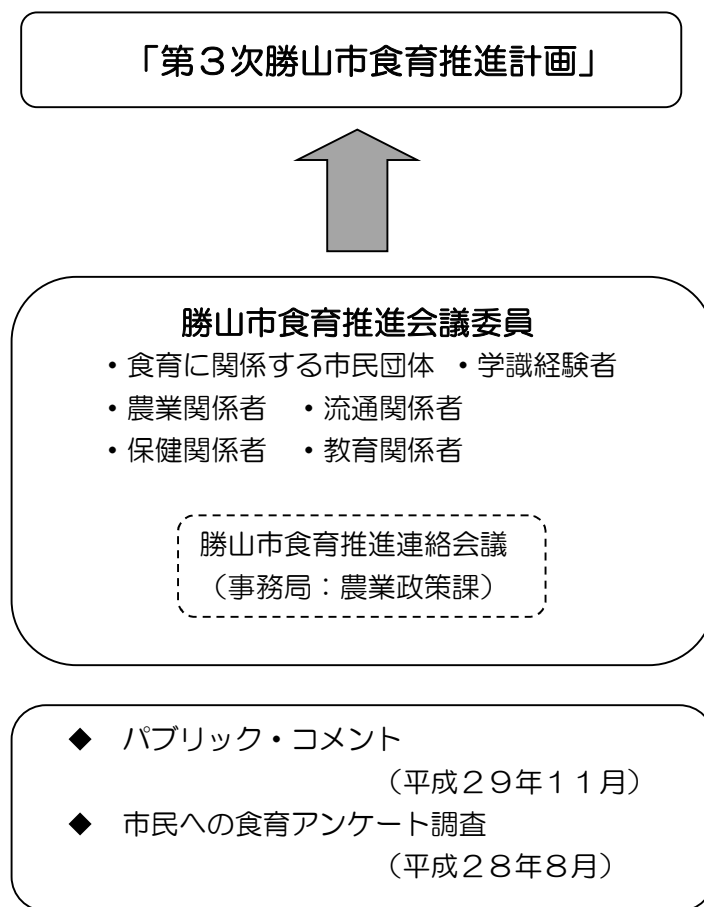 「第３次勝山市食育推進計画」
勝山市食育推進会議委員
・食育に関係する市民団体　・学識経験者
・農業関係者　・流通関係者
・保健関係者　・教育関係者
勝山市食育推進連絡会議
（事務局：農業政策課）
◆　パブリック・コメント
（平成２９年１１月）
◆　市民への食育アンケート調査
（平成２８年８月）